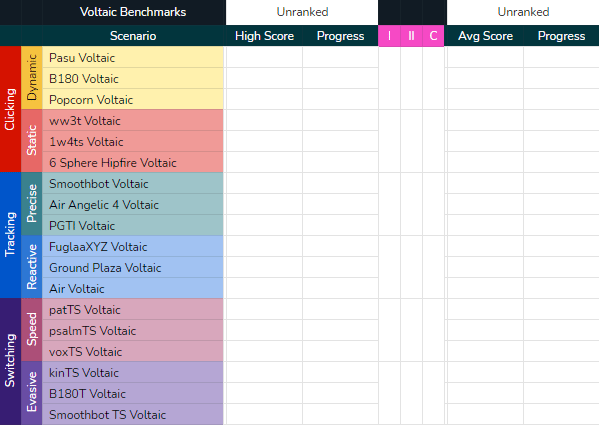 Voltaic Benchmarks Unranked Unranked
Scenario High Score Progress I II C Avg Score Progress
Clicking
Dynamic
Pasu Voltaic
B180 Voltaic
Popcorn Voltaic
Static
ww3t Voltaic
1w4ts Voltaic
6 Sphere Hipfire Voltaic
Tracking
Precise
Smoothbot Voltaic
Air Angelic 4 Voltaic
PGTI Voltaic
Reactive
FuglaaXYZ Voltaic
Ground Plaza Voltaic
Air Voltaic
Switching
Speed
patTS Voltaic
psalmTS Voltaic
voxTS Voltaic
Evasive
kinTS Voltaic
B180T Voltaic
Smoothbot TS Voltaic